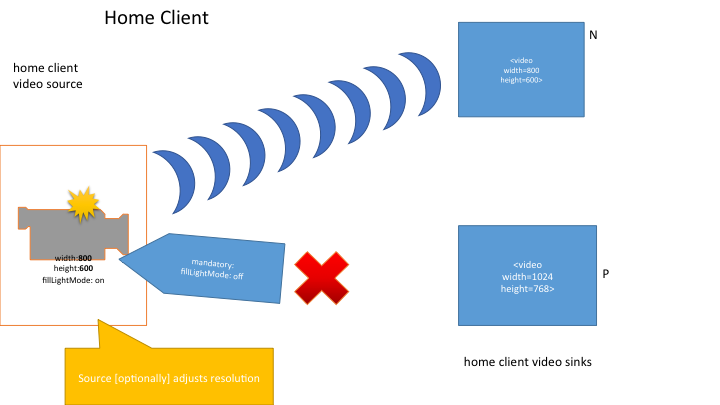 Home Client
home client
video source
<video
width=800
height=600>
N
width:800
height:600
fillLightMode: on
mandatory:
fillLightMode: off
<video
width=1024
height=768>
P
home client video sinks
Source [optionally] adjusts resolution